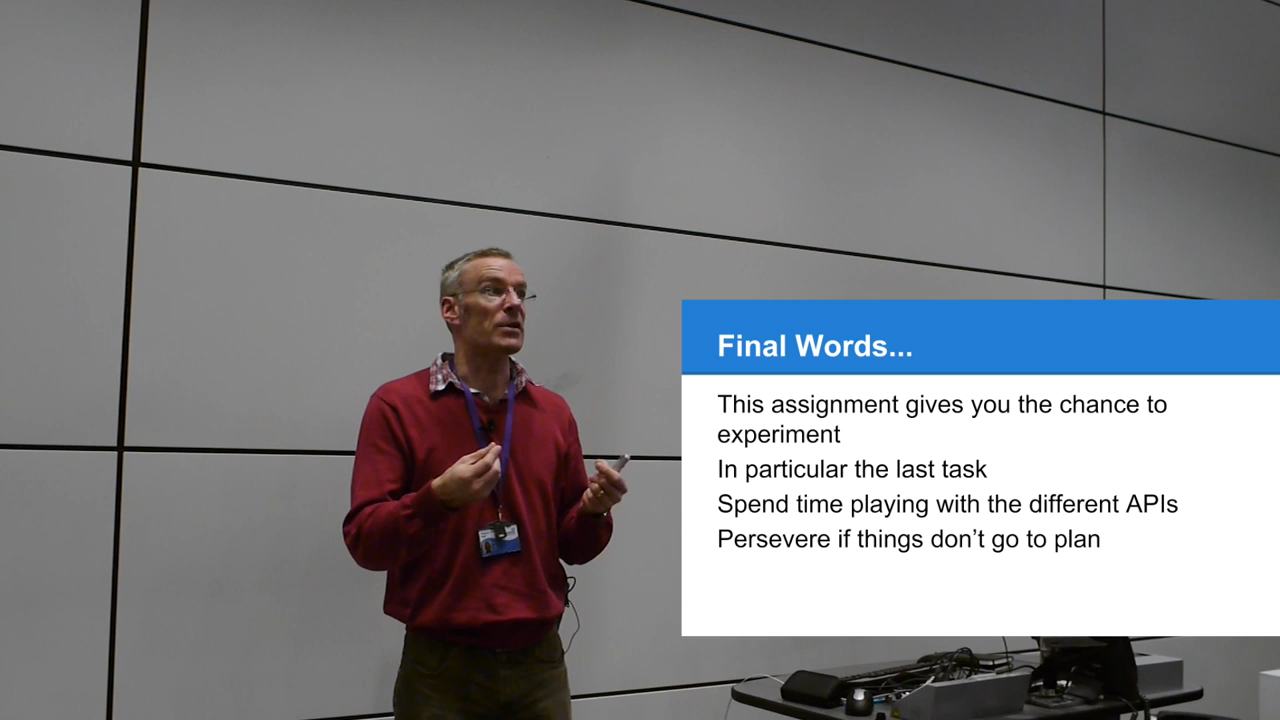 Final Words...
This assignment gives you the chance to
experiment
In particular the last task
Spend time playing with the different APIs
Persevere if things don't go to plan